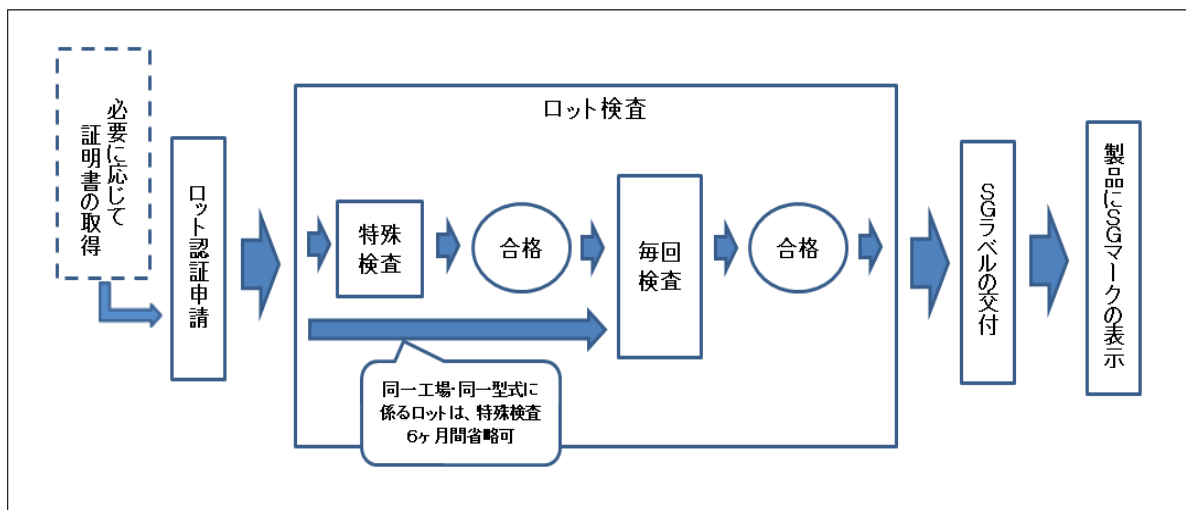 必要に応じて
証明書の取得
ロット認証申請
ロット検査
特殊
検査
合格
毎回
検査
合格
同一工場・同一型式に
係るロットは、特殊検査
6ヶ月間省略可
SGラベルの交付
製品にSGマークの表示